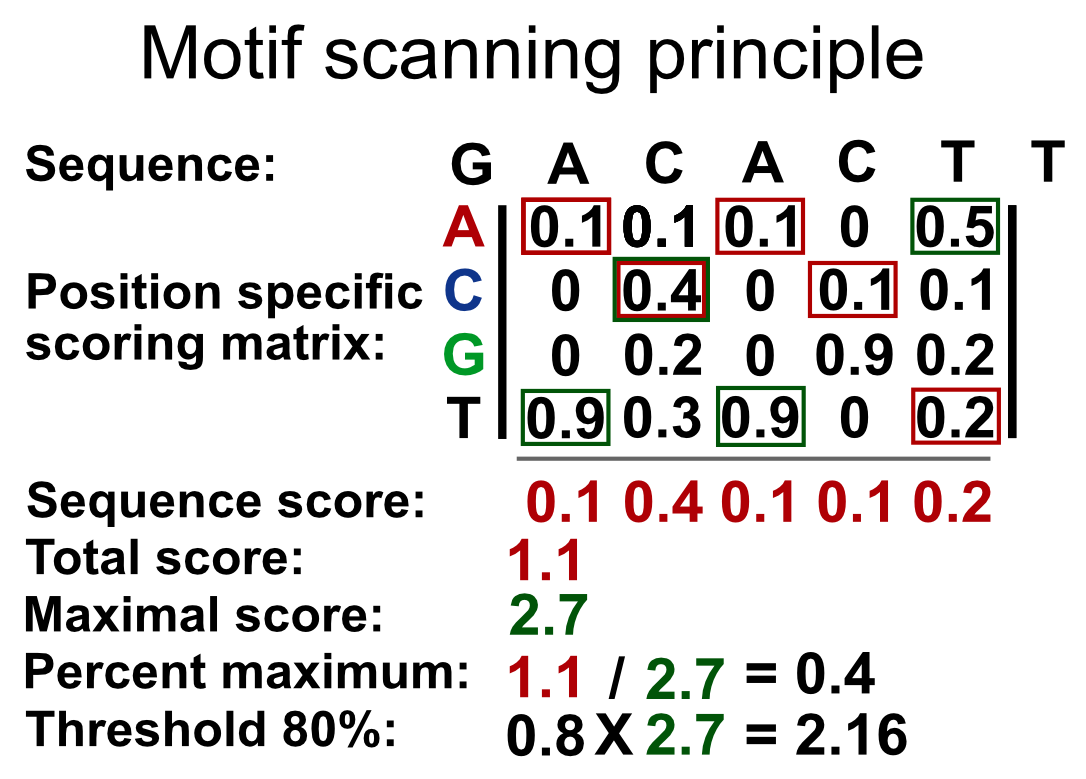 Motif scanning principle
Sequence: G A C A C T T
A 0.1 0.1 0.1 0 0.5
Position specific C 0 0.4 0 0.1 0.1
scoring matrix: G 0 0.2 0 0.9 0.2
T 0.9 0.3 0.9 0 0.2
Sequence score: 0.1 0.4 0.1 0.1 0.2
Total score: 1.1
Maximal score: 2.7
Percent maximum: 1.1 / 2.7 = 0.4
Threshold 80%: 0.8 X 2.7 = 2.16